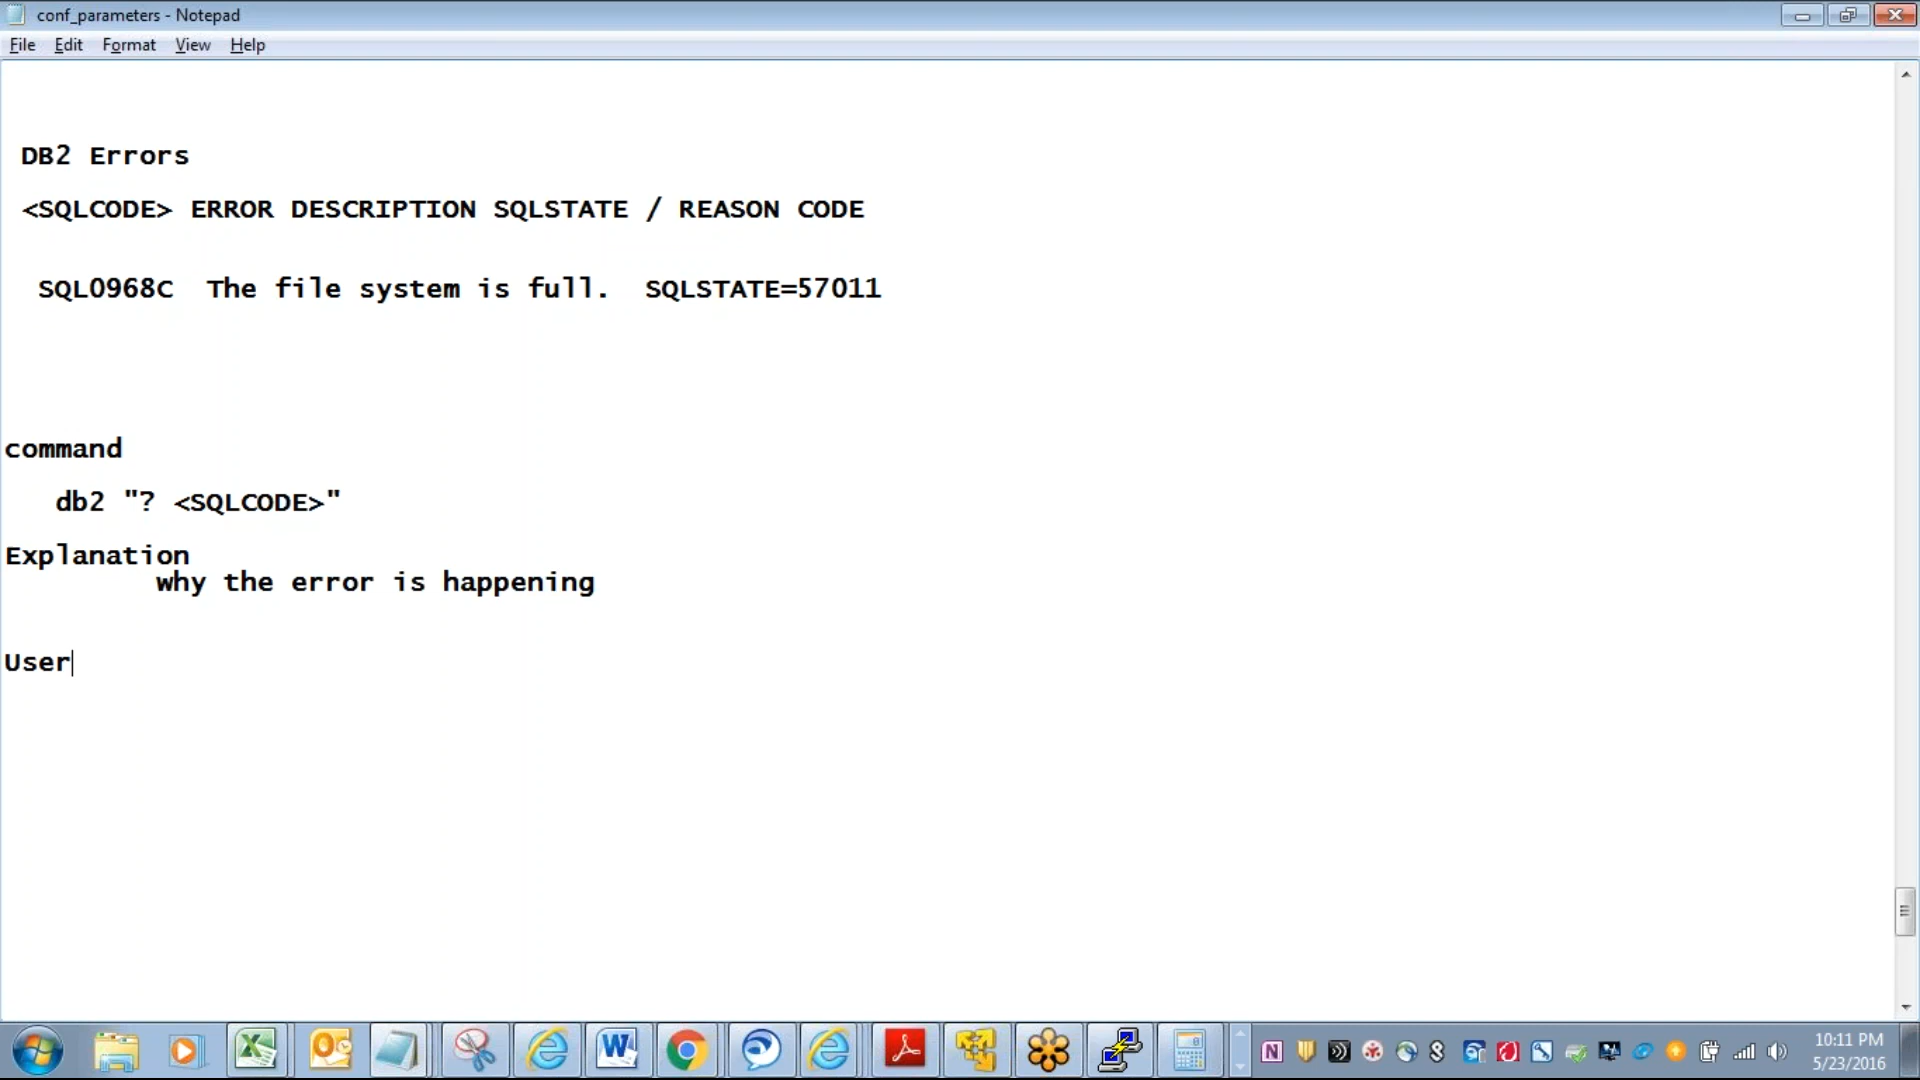 conf_parameters - Notepad
File Edit Format View Help
DB2 Errors
<SQLCODE> ERROR DESCRIPTION SQLSTATE / REASON CODE
SQL0968C The file system is full. SQLSTATE=57011
command
db2 "? <SQLCODE>"
Explanation
why the error is happening
User
10:11 PM
5/23/2016